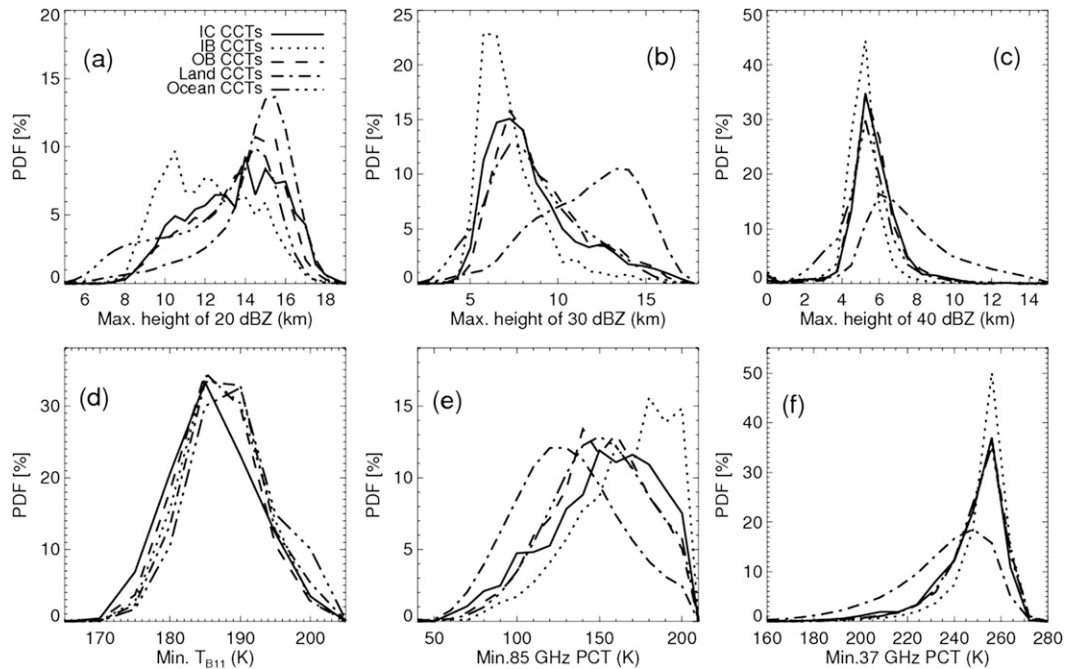 20
15
10
5
0
PDF [%]
(a)
IC CCTs
IB CCTs
OB CCTs
Land CCTs
Ocean CCTs
6 8 10 12 14 16 18
Max. height of 20 dBZ (km)
25
20
15
10
5
0
PDF [%]
(b)
5 10 15
Max. height of 30 dBZ (km)
50
40
30
20
10
0
PDF [%]
(c)
0 2 4 6 8 10 12 14
Max. height of 40 dBZ (km)
30
20
10
0
PDF [%]
(d)
170 180 190 200
Min. TB11 (K)
15
10
5
0
PDF [%]
(e)
50 100 150 200
Min.85 GHz PCT (K)
50
40
30
20
10
0
PDF [%]
(f)
160 180 200 220 240 260 280
Min.37 GHz PCT (K)